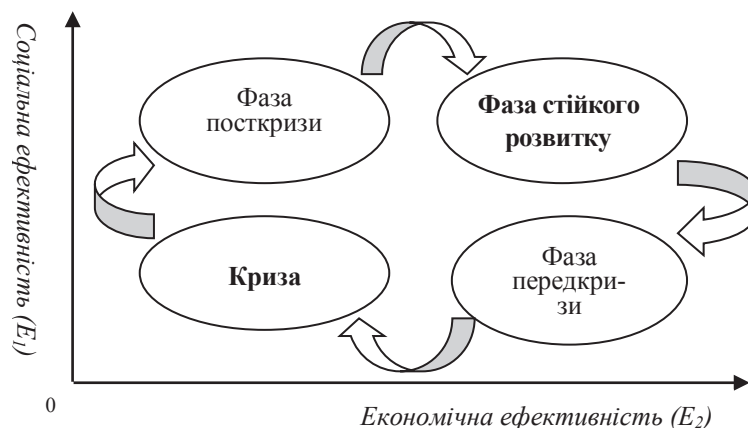 Соціальна ефективність (E₁)
Фаза
посткризи
Фаза стійкого
розвитку
Криза
Фаза
передкри-
зи
0
Економічна ефективність (E₂)